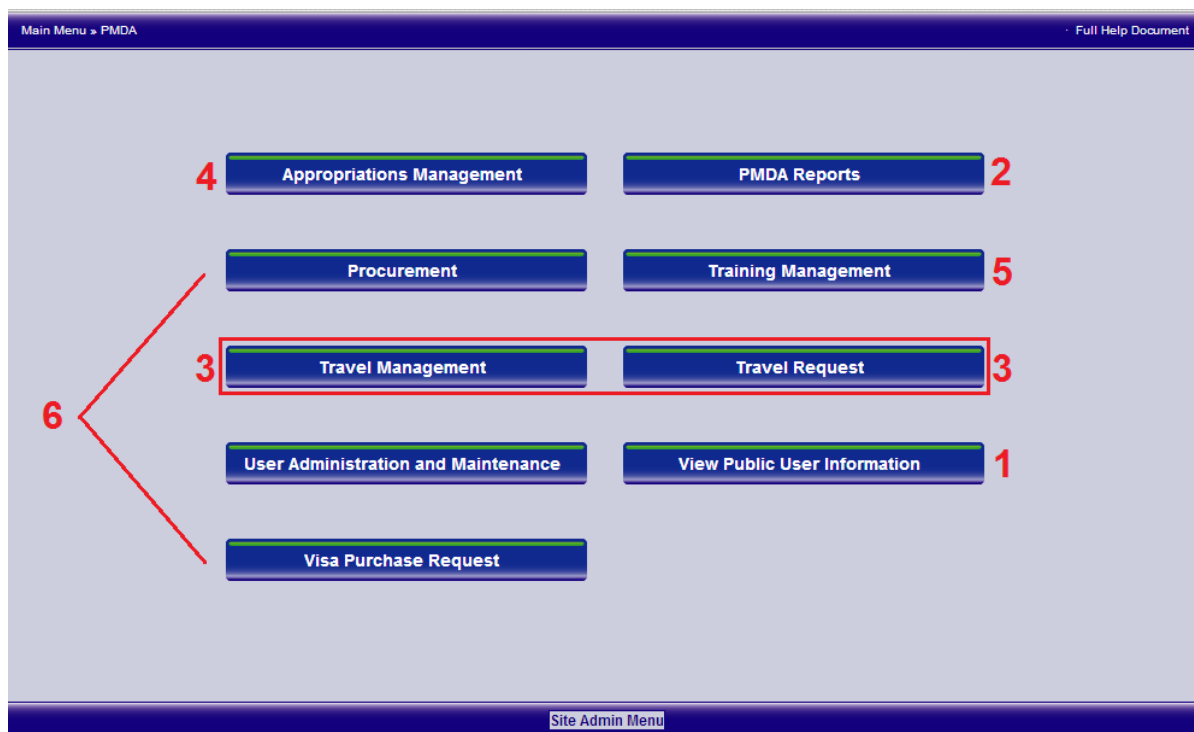 Main Menu » PMDA
· Full Help Document
4 Appropriations Management PMDA Reports 2
Procurement Training Management 5
3 Travel Management Travel Request 3
6
User Administration and Maintenance View Public User Information 1
Visa Purchase Request
Site Admin Menu